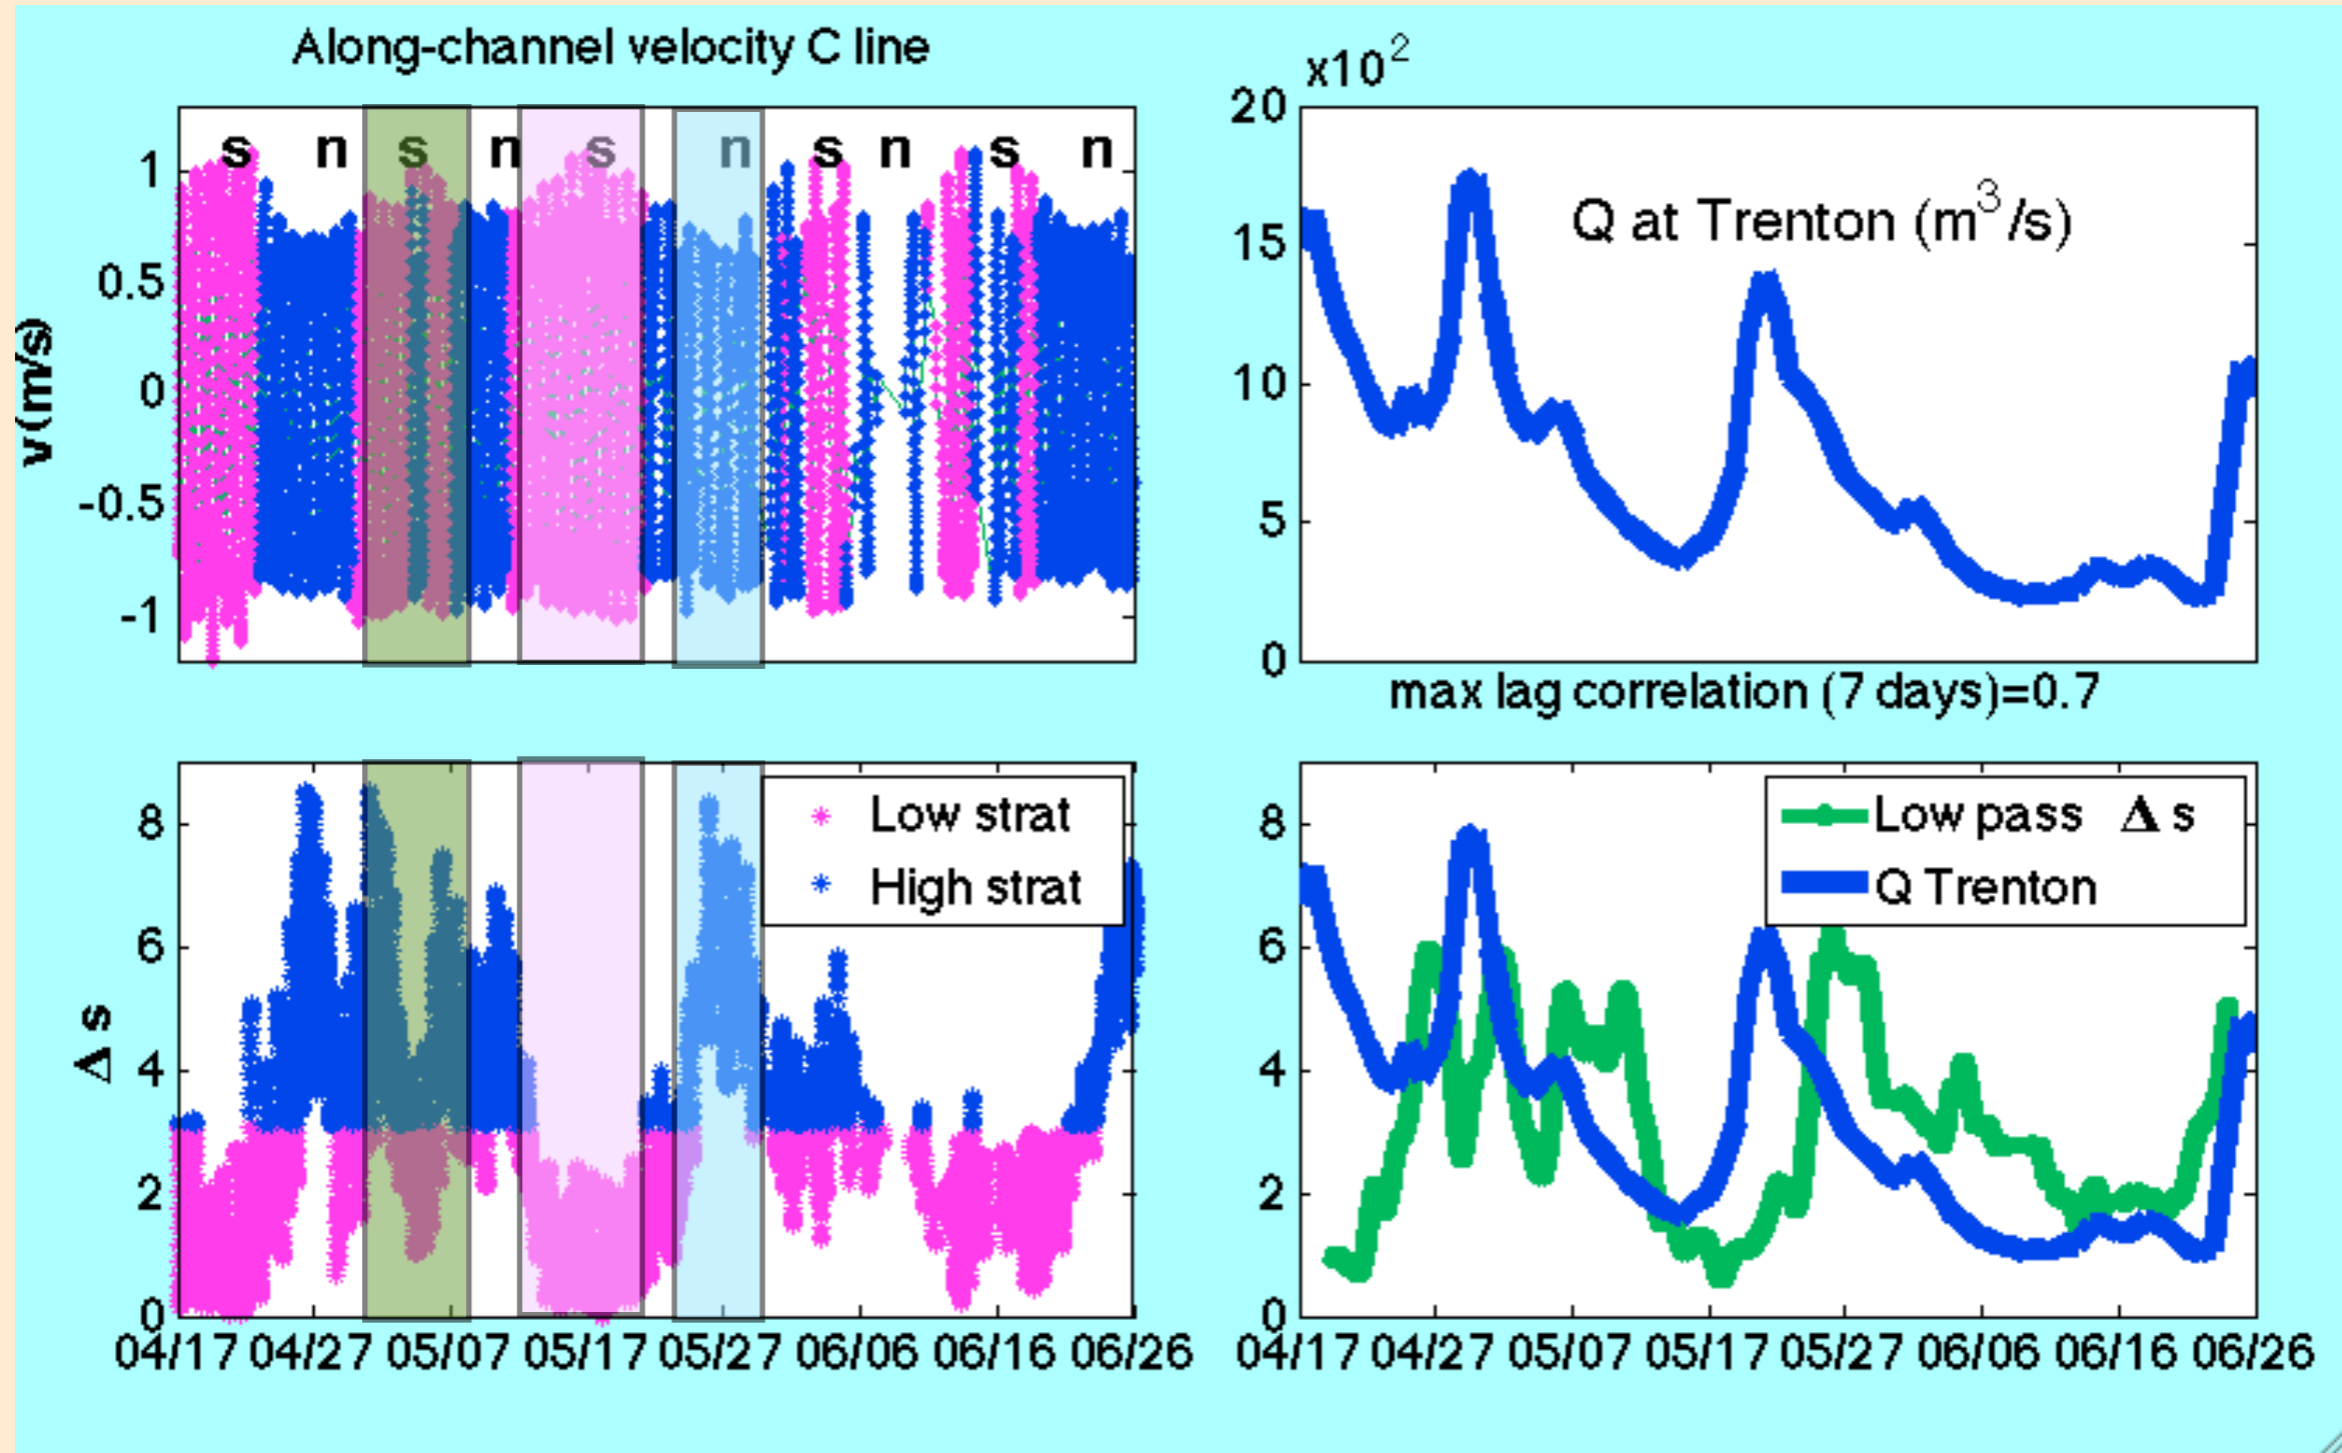 Along-channel velocity C line
s n s n s n s n s n
1
0.5
0
-0.5
-1
v(m/s)
x10²
20
15
10
5
0
Q at Trenton (m³/s)
max lag correlation (7 days)=0.7
8
6
4
2
0
Δ s
Low strat
High strat
04/17 04/27 05/07 05/17 05/27 06/06 06/16 06/26
8
6
4
2
0
Low pass Δ s
Q Trenton
04/17 04/27 05/07 05/17 05/27 06/06 06/16 06/26